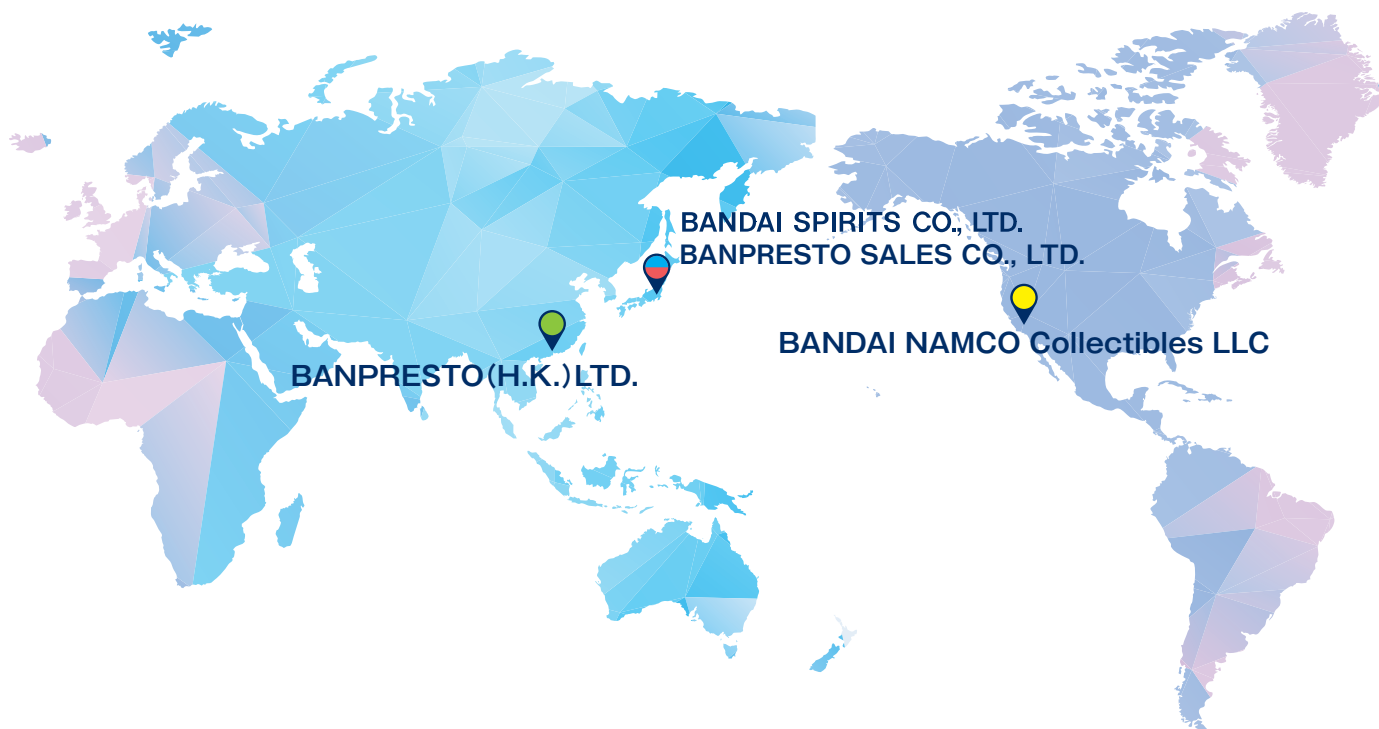 BANDAI SPIRITS CO., LTD.
BANPRESTO SALES CO., LTD.
BANDAI NAMCO Collectibles LLC
BANPRESTO(H.K.)LTD.